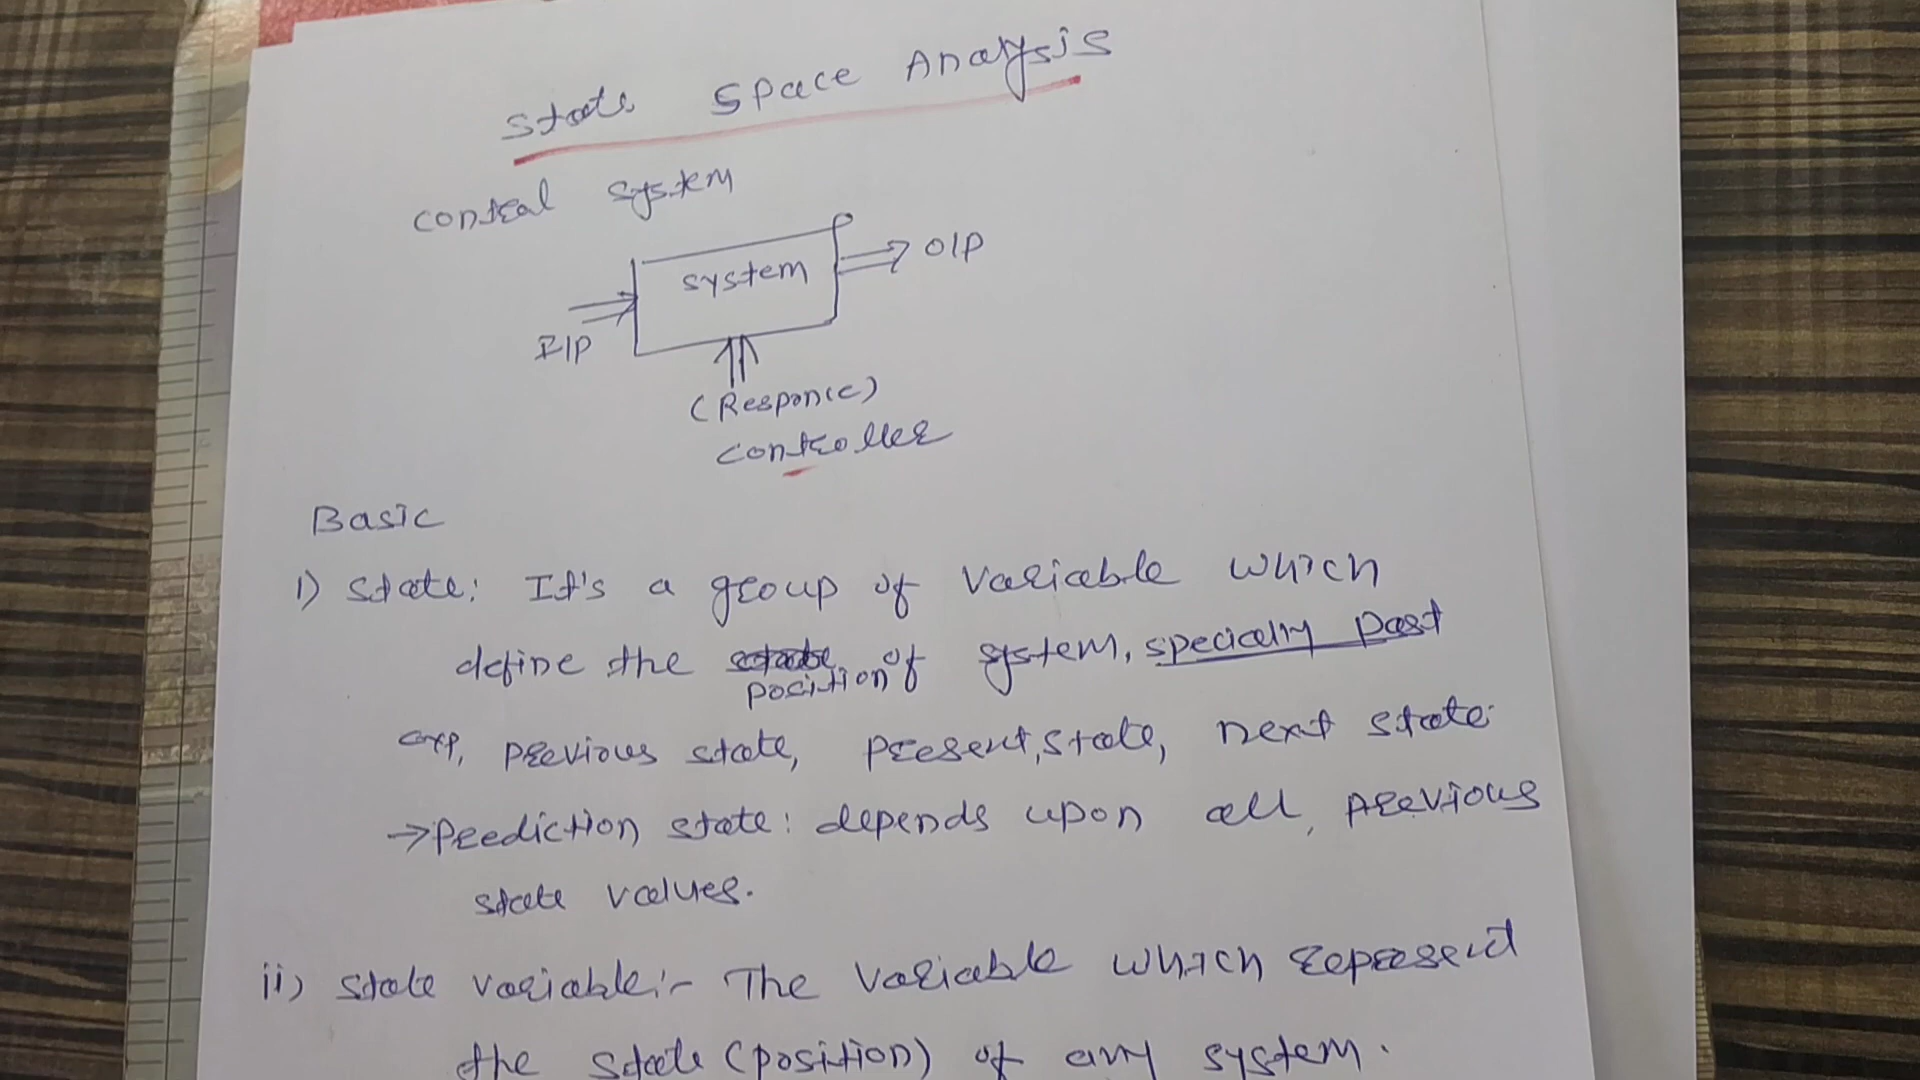 State Space Analysis
control system
system
O/P
I/P
(Responce)
controller
Basic
i) state: It's a group of Variable which
define the position of system, specially past
exp, previous state, present, state, next state.
→ Prediction state: depends upon all, previous
state values.
ii) state variable:- The Variable which represent
the state (position) of any system.